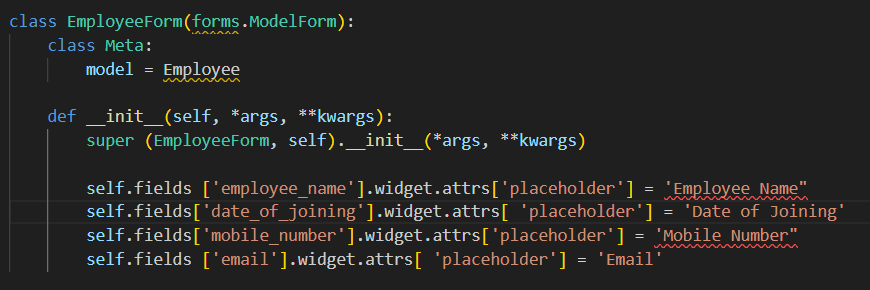 class EmployeeForm(forms.ModelForm):
    class Meta:
        model = Employee

    def __init__(self, *args, **kwargs):
        super (EmployeeForm, self).__init__(*args, **kwargs)

        self.fields ['employee_name'].widget.attrs['placeholder'] = 'Employee Name"
        self.fields['date_of_joining'].widget.attrs[ 'placeholder'] = 'Date of Joining'
        self.fields['mobile_number'].widget.attrs['placeholder'] = 'Mobile Number"
        self.fields ['email'].widget.attrs[ 'placeholder'] = 'Email'